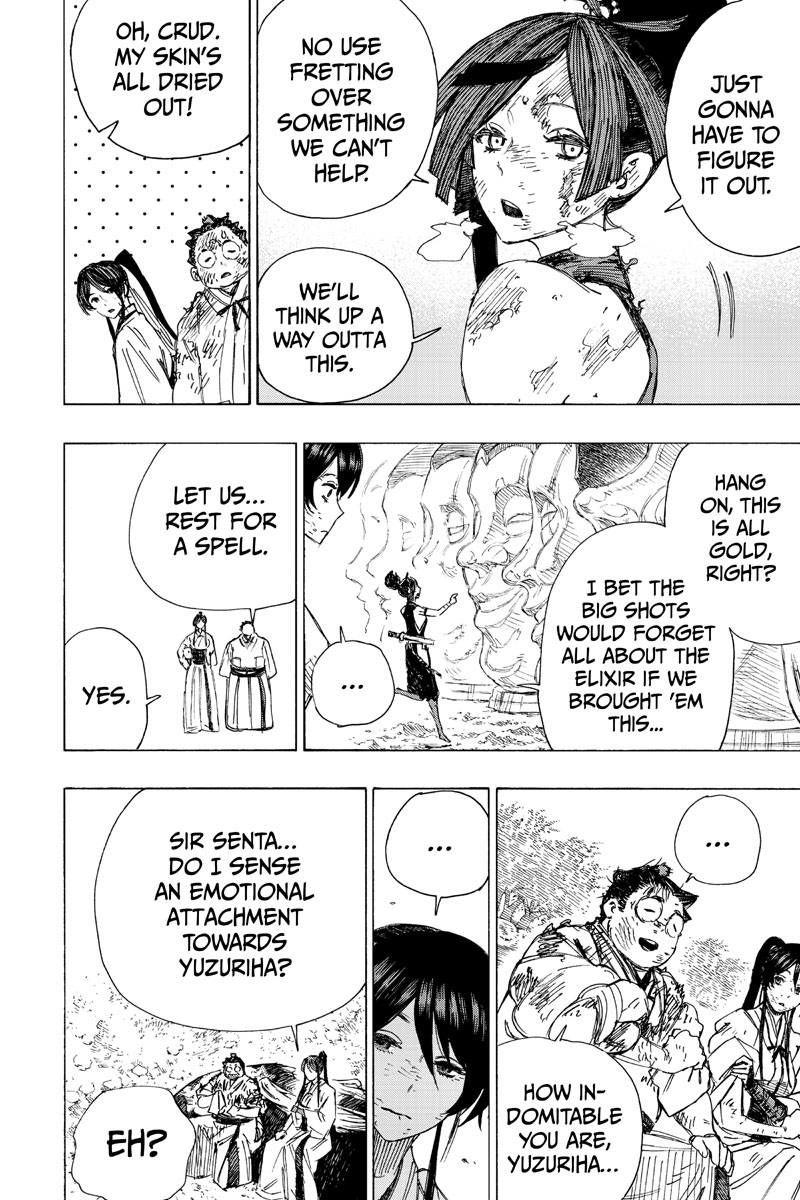 JUST
GONNA
HAVE TO
FIGURE
IT OUT.
NO USE
FRETTING
OVER
SOMETHING
WE CAN'T
HELP.
WE'LL
THINK UP A
WAY OUTTA
THIS.
OH, CRUD.
MY SKIN'S
ALL DRIED
OUT!
HANG
ON, THIS
IS ALL
GOLD,
RIGHT?
I BET THE
BIG SHOTS
WOULD FORGET
ALL ABOUT THE
ELIXIR IF WE
BROUGHT 'EM
THIS...
...
LET US...
REST FOR
A SPELL.
YES.
...
HOW IN-
DOMITABLE
YOU ARE,
YUZURIHA...
...
SIR SENTA...
DO I SENSE
AN EMOTIONAL
ATTACHMENT
TOWARDS
YUZURIHA?
EH?